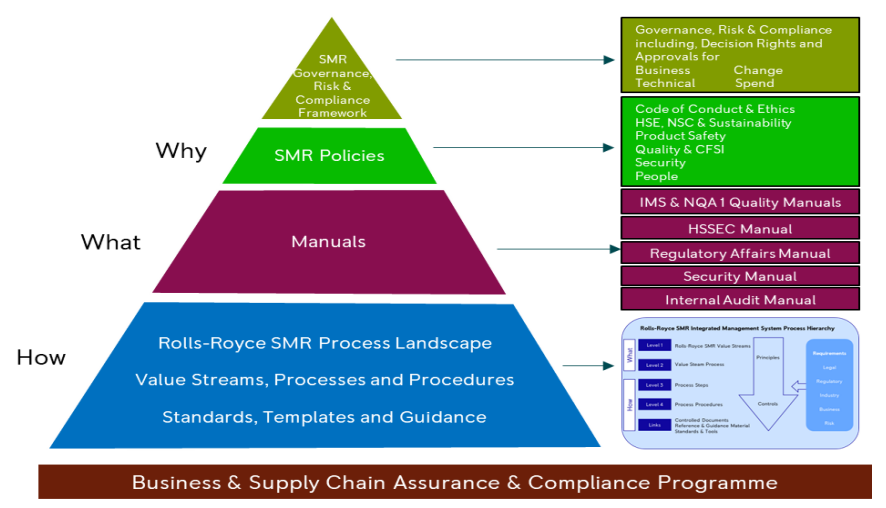 SMR
Governance,
Risk &
Compliance
Framework
Governance, Risk & Compliance
including, Decision Rights and
Approvals for
Business Change
Technical Spend
Why
SMR Policies
Code of Conduct & Ethics
HSE, NSC & Sustainability
Product Safety
Quality & CFSI
Security
People
What
Manuals
IMS & NQA1 Quality Manuals
HSSEC Manual
Regulatory Affairs Manual
Security Manual
Internal Audit Manual
How
Rolls-Royce SMR Process Landscape
Value Streams, Processes and Procedures
Standards, Templates and Guidance
Rolls-Royce SMR Integrated Management System Process Hierarchy
What
Level 1
Rolls Royce SMR Value Streams
Level 2
Value Steam Process
How
Level 3
Process Steps
Level 4
Process Procedures
Links
Controlled Documents
Reference & Guidance Material
Standards & Tools
Principles
Controls
Requirements
Legal
Regulatory
Industry
Business
Risk
Business & Supply Chain Assurance & Compliance Programme